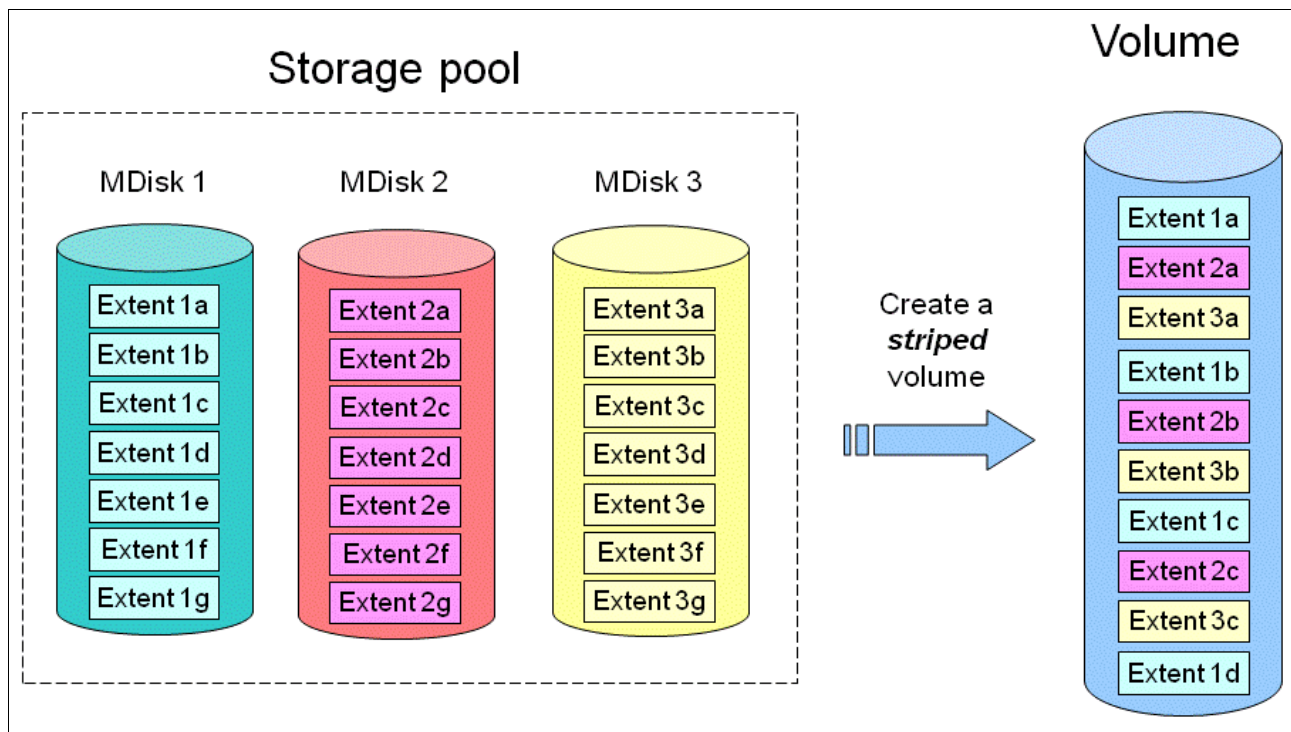 Storage pool
MDisk 1
Extent 1a
Extent 1b
Extent 1c
Extent 1d
Extent 1e
Extent 1f
Extent 1g
MDisk 2
Extent 2a
Extent 2b
Extent 2c
Extent 2d
Extent 2e
Extent 2f
Extent 2g
MDisk 3
Extent 3a
Extent 3b
Extent 3c
Extent 3d
Extent 3e
Extent 3f
Extent 3g
Create a
striped
volume
Volume
Extent 1a
Extent 2a
Extent 3a
Extent 1b
Extent 2b
Extent 3b
Extent 1c
Extent 2c
Extent 3c
Extent 1d